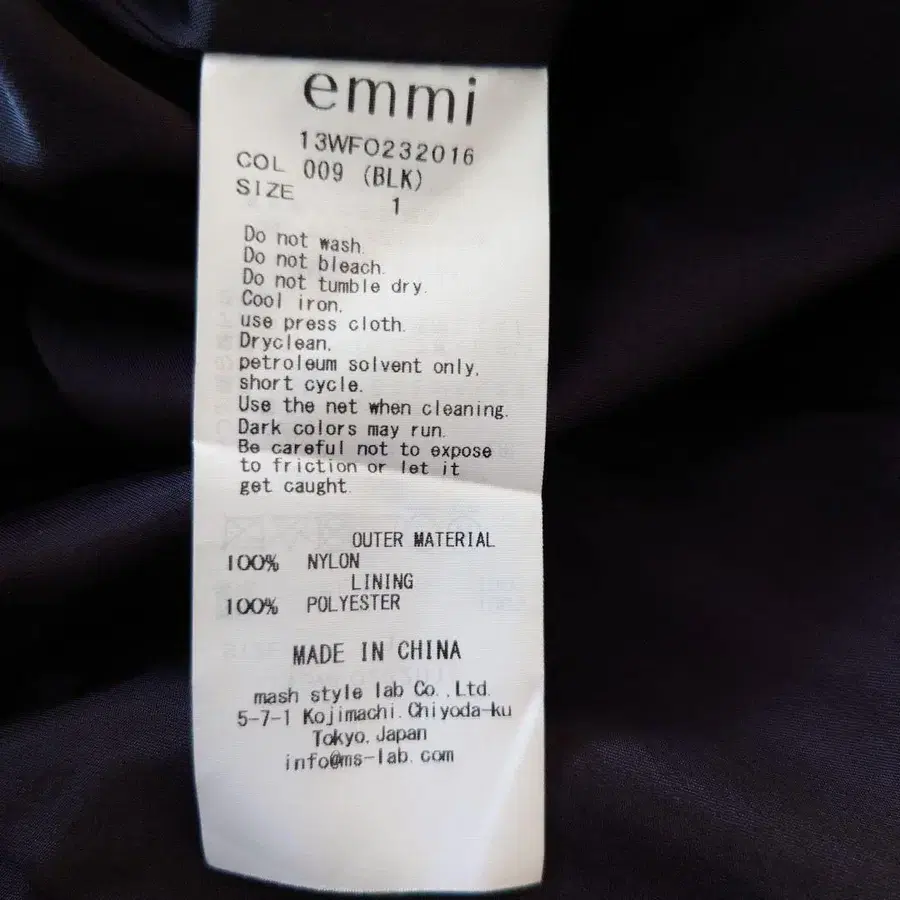 emmi
13WFO232016
COL 009 (BLK)
SIZE 1
Do not wash.
Do not bleach.
Do not tumble dry.
Cool iron,
use press cloth.
Dryclean,
petroleum solvent only,
short cycle.
Use the net when cleaning.
Dark colors may run.
Be careful not to expose
to friction or let it
get caught.
OUTER MATERIAL
100% NYLON
LINING
100% POLYESTER
MADE IN CHINA
mash style lab Co.,Ltd.
5-7-1 Kojimachi.Chiyoda-ku
Tokyo,Japan
info@ms-lab.com